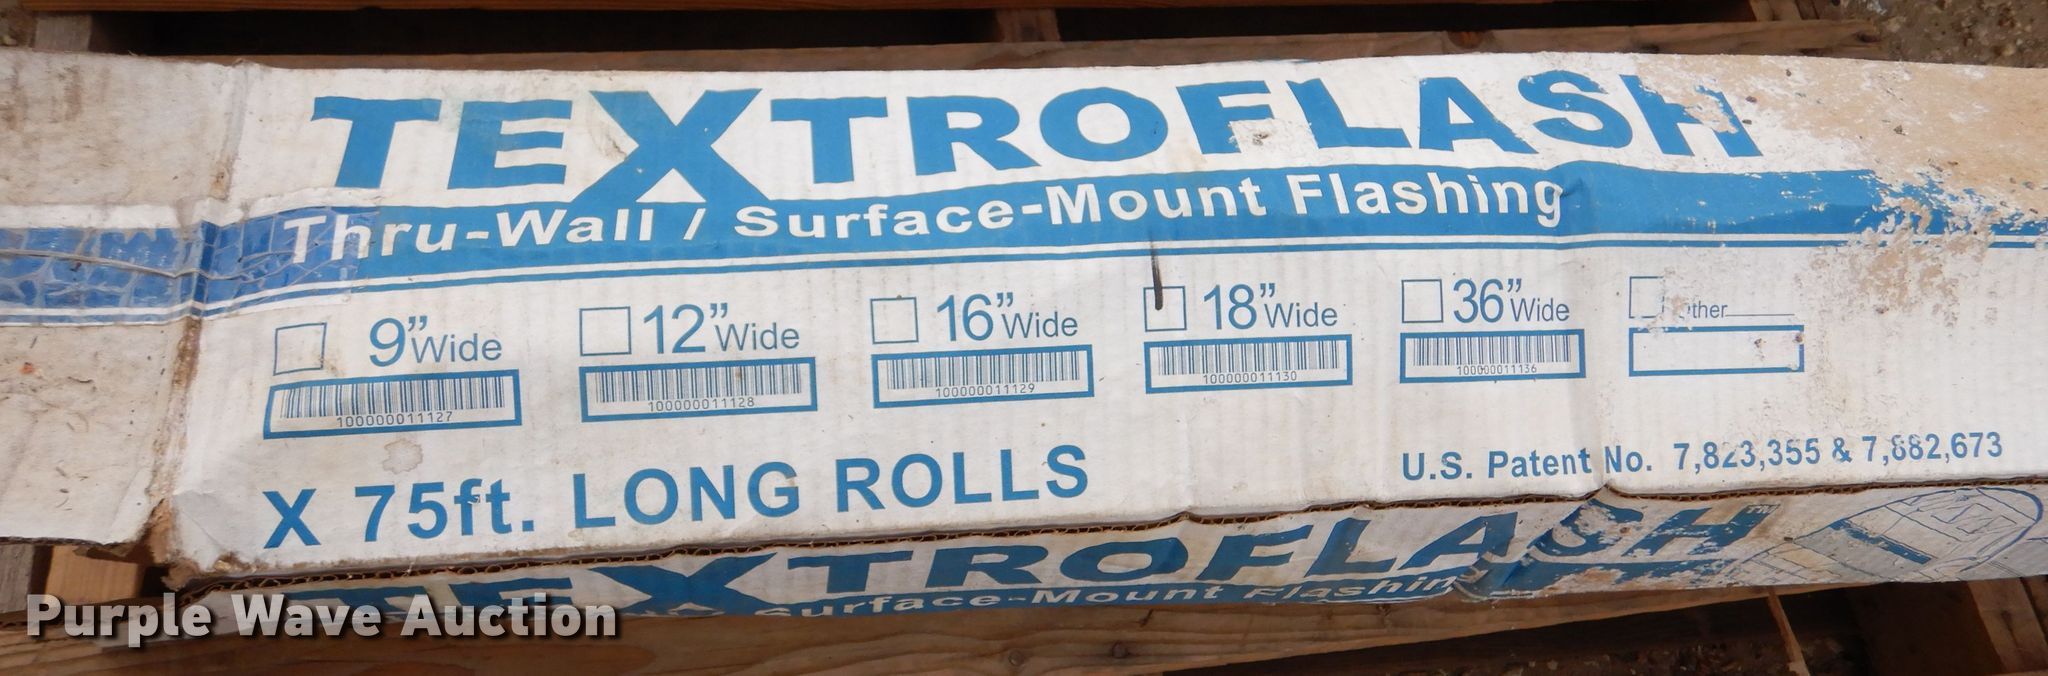 TEXTROFLASH
Thru-Wall / Surface-Mount Flashing
9” Wide 12” Wide 16” Wide 18” Wide 36” Wide Other
100000011127 100000011128 100000011129 100000011130 100000011136
X 75ft. LONG ROLLS
U.S. Patent No. 7,823,355 & 7,882,673
TEXTROFLASH™
Surface-Mount Flashing
Purple Wave Auction